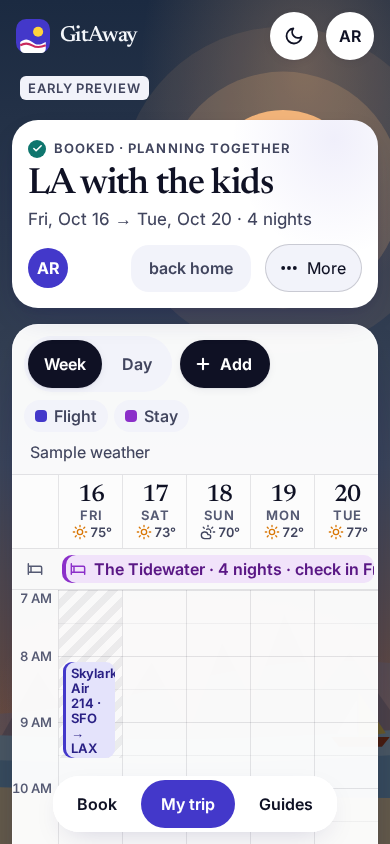 GitAway
AR
EARLY PREVIEW
BOOKED · PLANNING TOGETHER
LA with the kids
Fri, Oct 16 → Tue, Oct 20 · 4 nights
AR
back home
••• More
Week
Day
+ Add
Flight
Stay
Sample weather
16 17 18 19 20
FRI SAT SUN MON TUE
75° 73° 70° 72° 77°
The Tidewater · 4 nights · check in
7 AM
8 AM
Skylark
Air
214 ·
SFO
→
LAX
9 AM
10 AM
Book
My trip
Guides